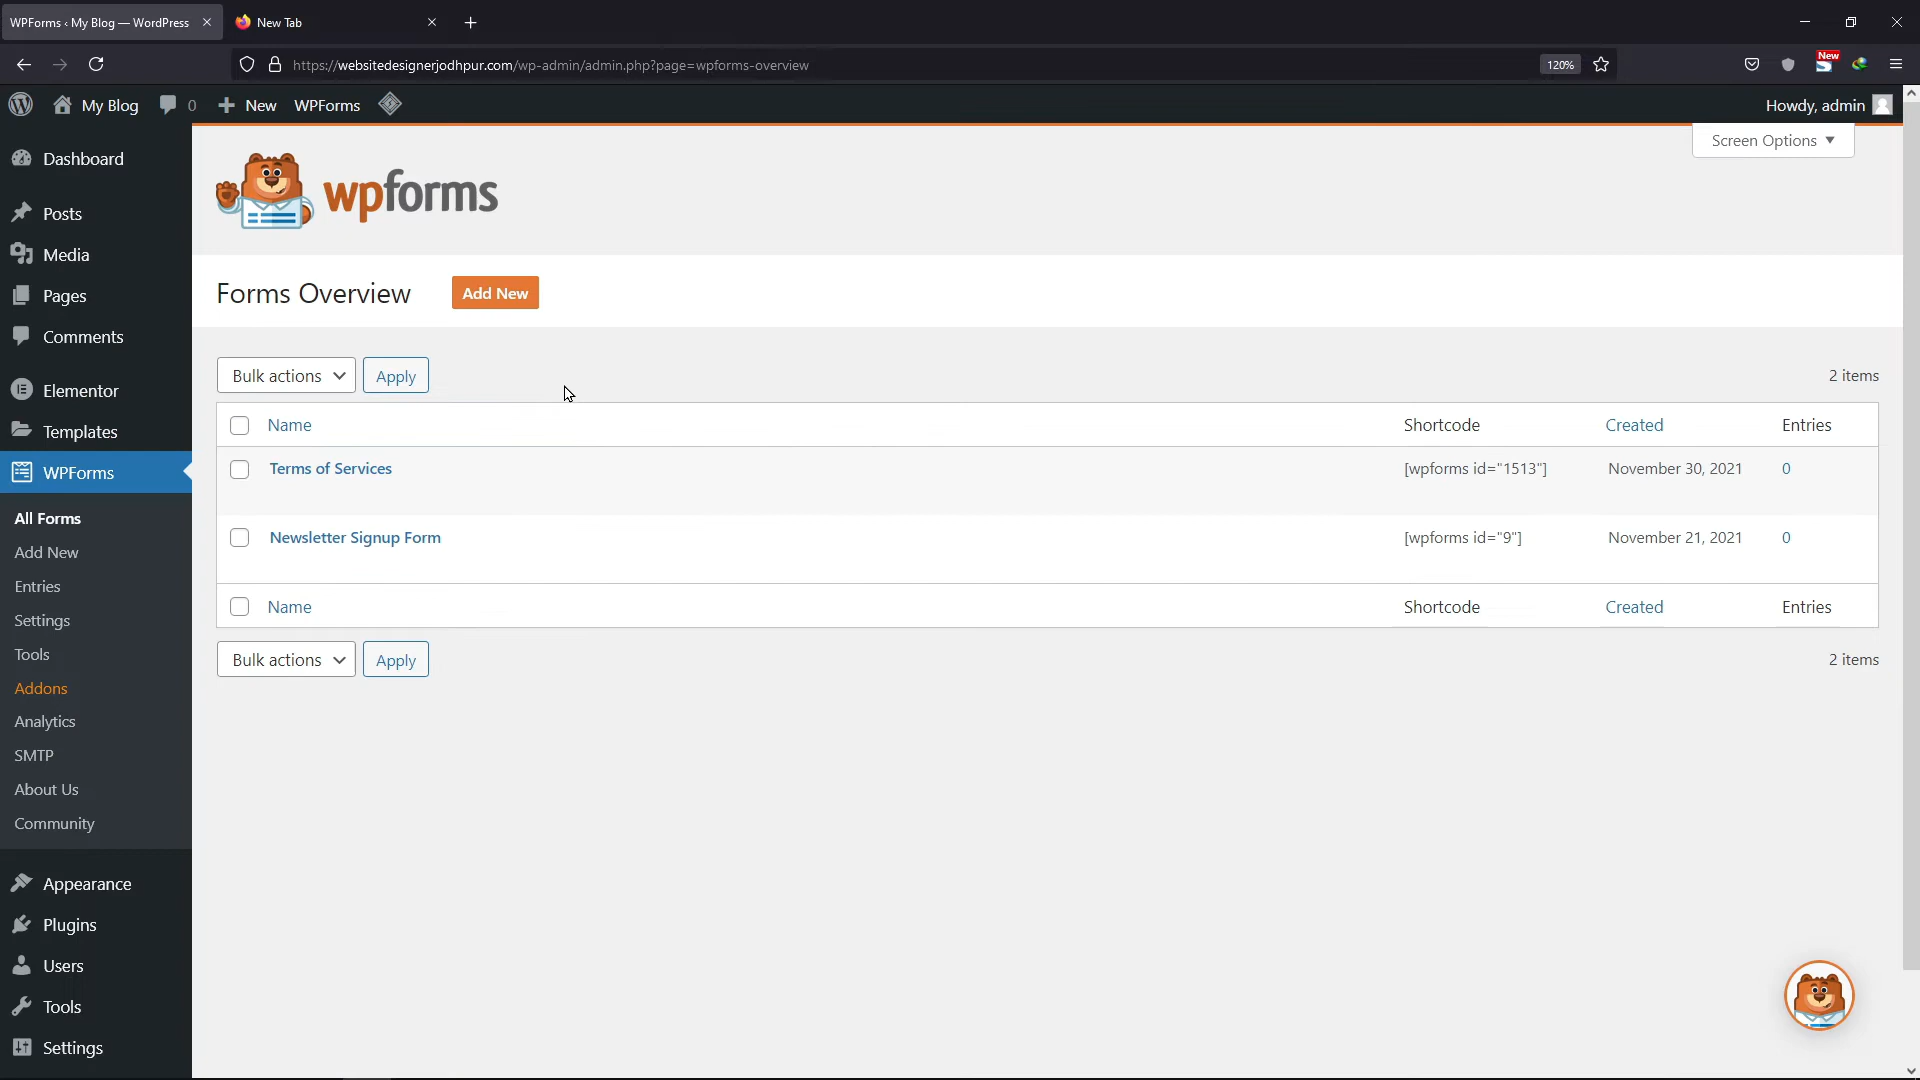 WPForms ‹ My Blog — WordPress
New Tab
https://websitedesignerjodhpur.com/wp-admin/admin.php?page=wpforms-overview
120%
New
My Blog
0
New
WPForms
Howdy, admin
Screen Options
Dashboard
Posts
Media
Pages
Comments
Elementor
Templates
WPForms
All Forms
Add New
Entries
Settings
Tools
Addons
Analytics
SMTP
About Us
Community
Appearance
Plugins
Users
Tools
Settings
wpforms
Forms Overview
Add New
Bulk actions
Apply
2 items
Name Shortcode Created Entries
Terms of Services [wpforms id="1513"] November 30, 2021 0
Newsletter Signup Form [wpforms id="9"] November 21, 2021 0
Name Shortcode Created Entries
Bulk actions
Apply
2 items